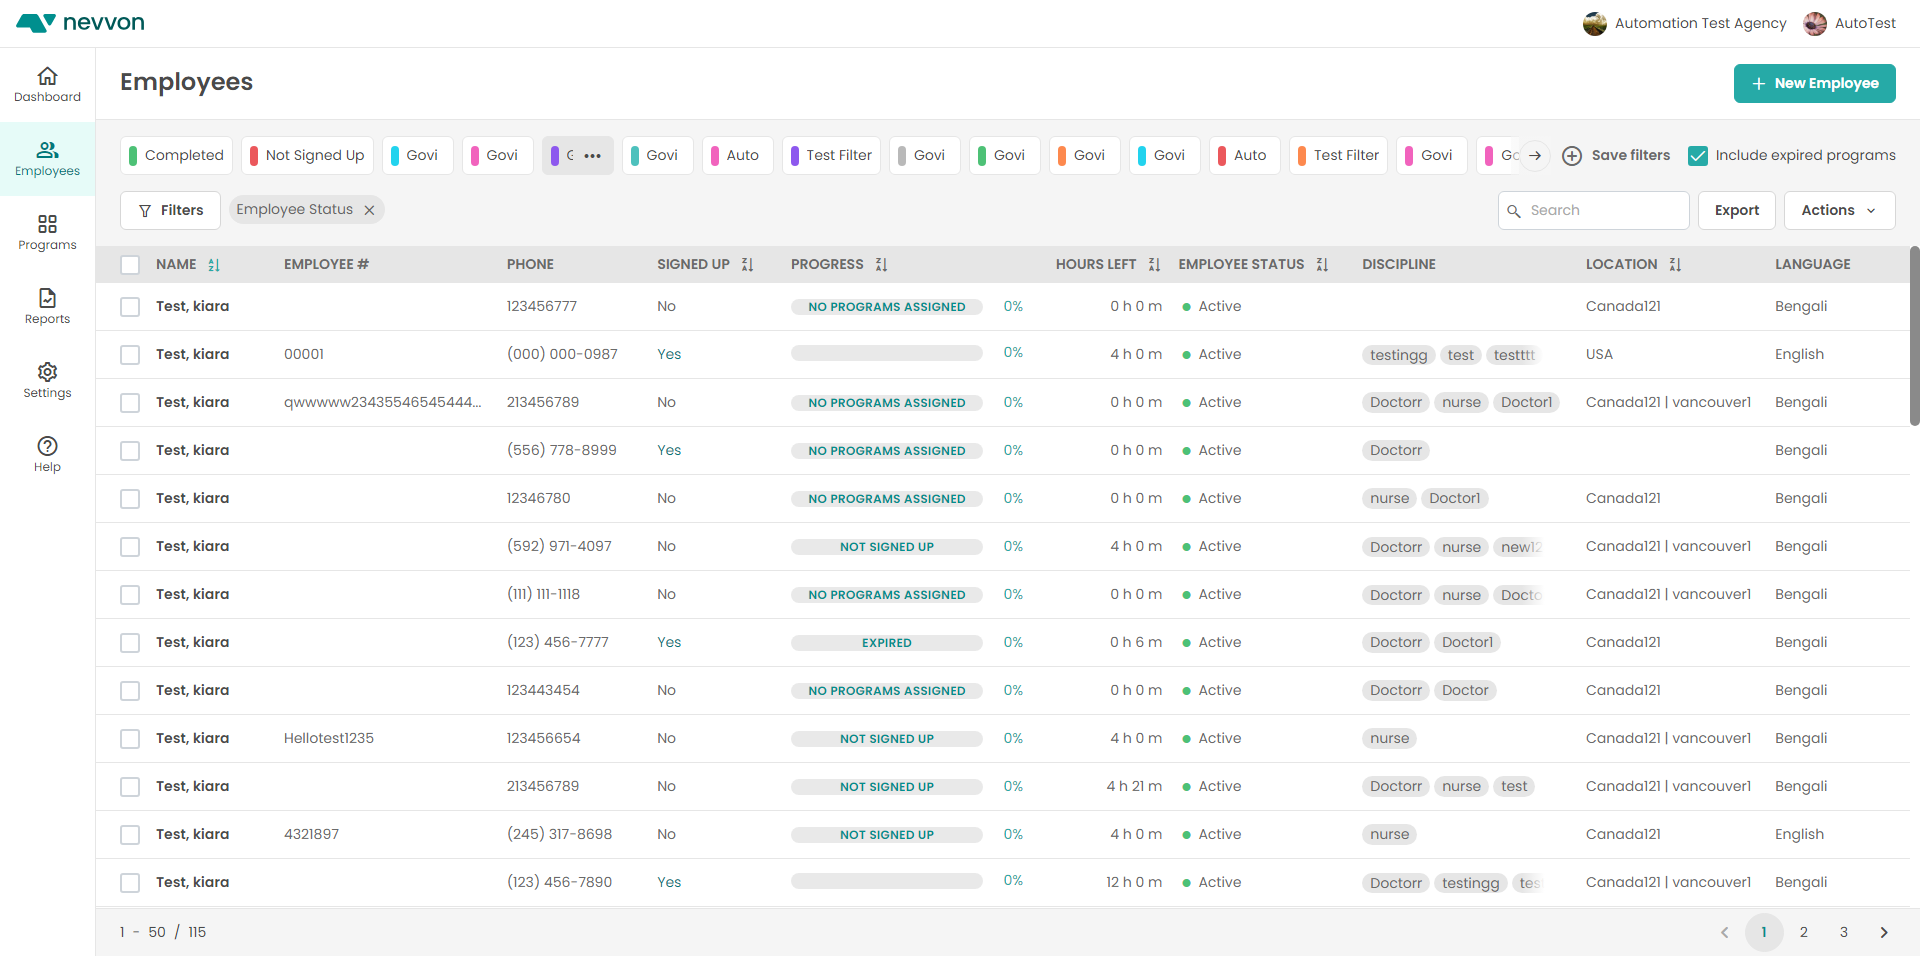 nevvon
Automation Test Agency
AutoTest
Dashboard
Employees
Programs
Reports
Settings
Help
Employees
New Employee
Completed
Not Signed Up
Govi
Govi
G •••
Govi
Auto
Test Filter
Govi
Govi
Govi
Govi
Auto
Test Filter
Govi
Go
Save filters
Include expired programs
Filters
Employee Status
Search
Export
Actions
NAME EMPLOYEE # PHONE SIGNED UP PROGRESS HOURS LEFT EMPLOYEE STATUS DISCIPLINE LOCATION LANGUAGE
Test, kiara 123456777 No NO PROGRAMS ASSIGNED 0% 0 h 0 m Active Canada121 Bengali
Test, kiara 00001 (000) 000-0987 Yes 0% 4 h 0 m Active testingg test testttt USA English
Test, kiara qwwwww23435546545444... 213456789 No NO PROGRAMS ASSIGNED 0% 0 h 0 m Active Doctorr nurse Doctor1 Canada121 | vancouver1 Bengali
Test, kiara (556) 778-8999 Yes NO PROGRAMS ASSIGNED 0% 0 h 0 m Active Doctorr Bengali
Test, kiara 12346780 No NO PROGRAMS ASSIGNED 0% 0 h 0 m Active nurse Doctor1 Canada121 Bengali
Test, kiara (592) 971-4097 No NOT SIGNED UP 0% 4 h 0 m Active Doctorr nurse new12 Canada121 | vancouver1 Bengali
Test, kiara (111) 111-1118 No NO PROGRAMS ASSIGNED 0% 0 h 0 m Active Doctorr nurse Docto Canada121 | vancouver1 Bengali
Test, kiara (123) 456-7777 Yes EXPIRED 0% 0 h 6 m Active Doctorr Doctor1 Canada121 Bengali
Test, kiara 123443454 No NO PROGRAMS ASSIGNED 0% 0 h 0 m Active Doctorr Doctor Canada121 Bengali
Test, kiara Hellotest1235 123456654 No NOT SIGNED UP 0% 4 h 0 m Active nurse Canada121 | vancouver1 Bengali
Test, kiara 213456789 No NOT SIGNED UP 0% 4 h 21 m Active Doctorr nurse test Canada121 | vancouver1 Bengali
Test, kiara 4321897 (245) 317-8698 No NOT SIGNED UP 0% 4 h 0 m Active nurse Canada121 English
Test, kiara (123) 456-7890 Yes 0% 12 h 0 m Active Doctorr testingg tes Canada121 | vancouver1 Bengali
1 - 50 / 115
1 2 3